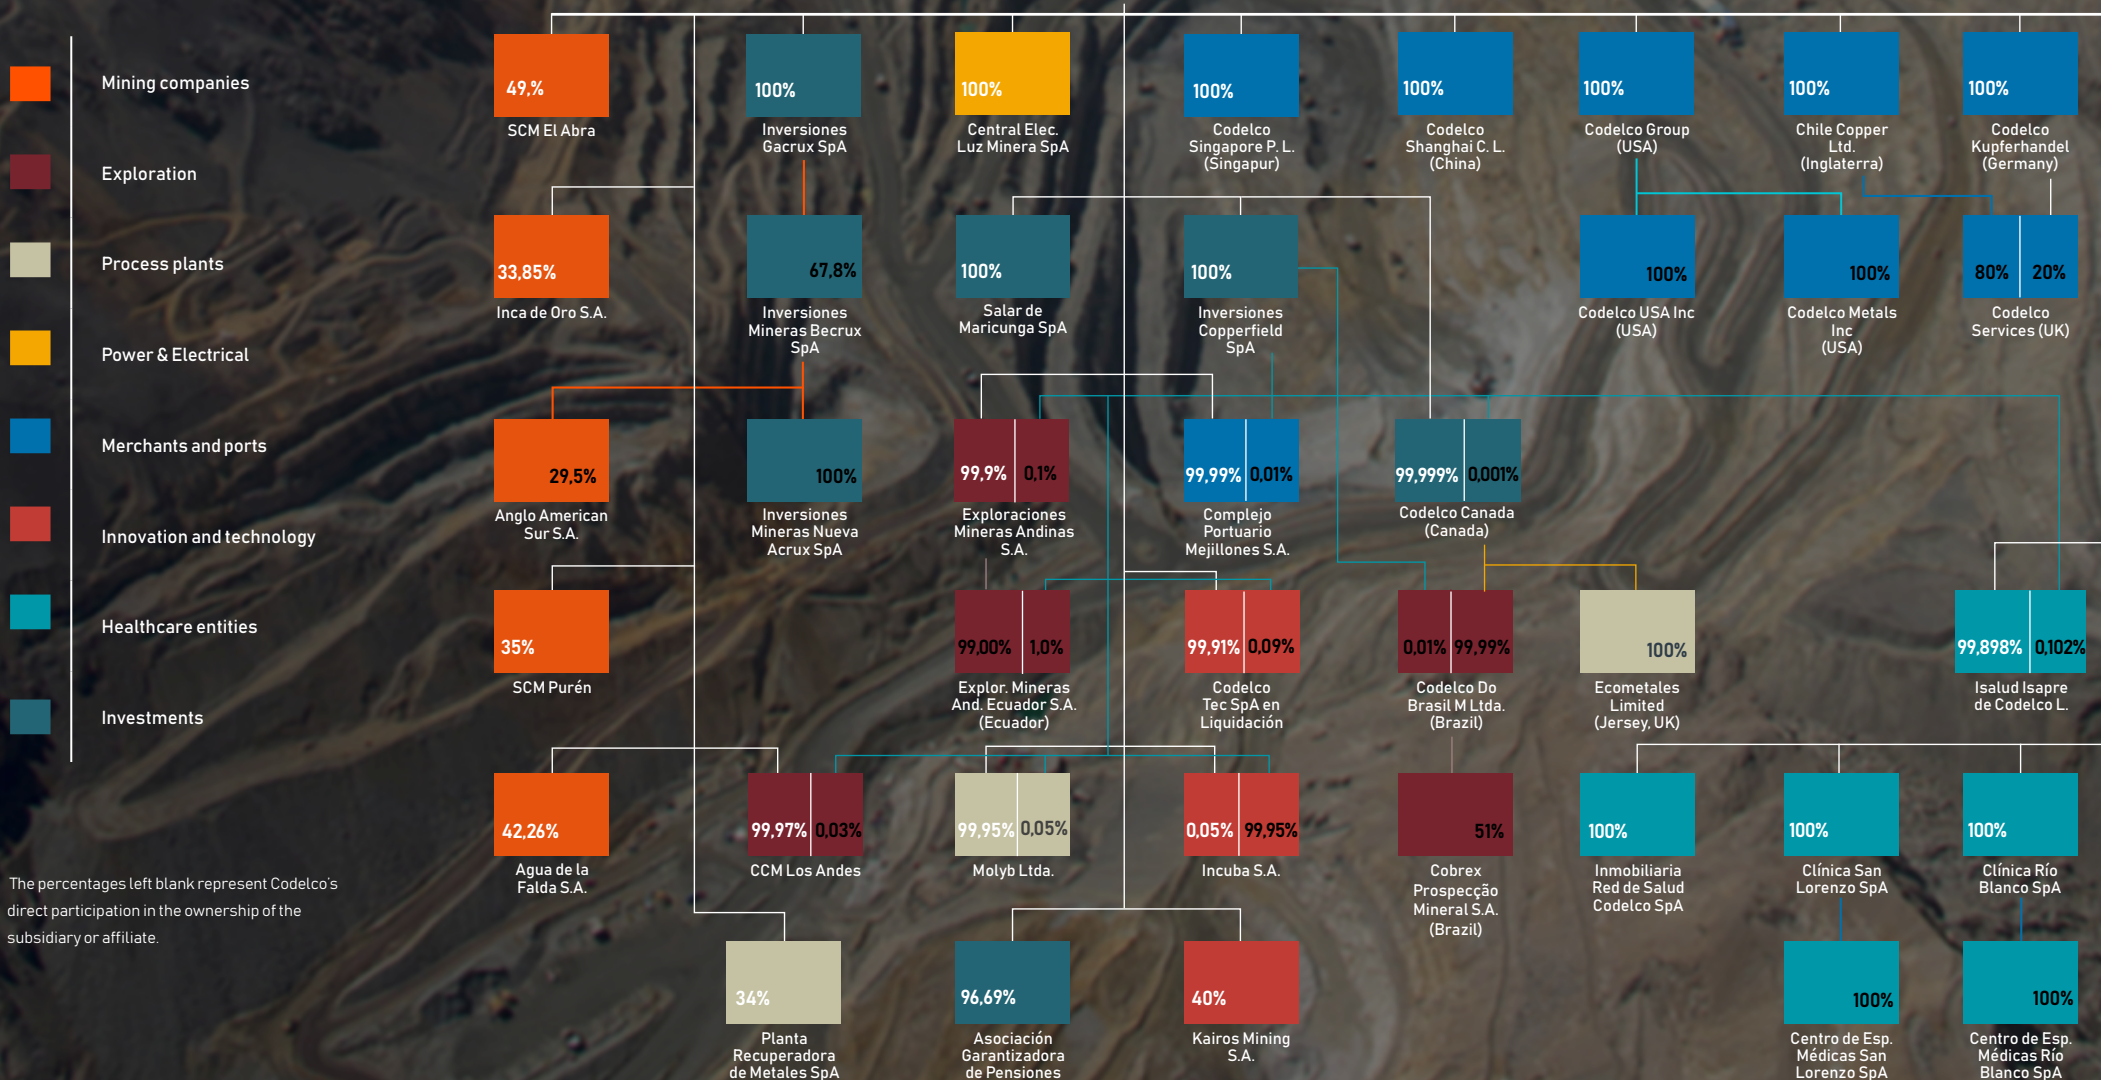 Mining companies
Exploration
Process plants
Power & Electrical
Merchants and ports
Innovation and technology
Healthcare entities
Investments
The percentages left blank represent Codelco's
direct participation in the ownership of the
subsidiary or affiliate.
49,%
SCM El Abra
100%
Inversiones
Gacrux SpA
100%
Central Elec.
Luz Minera SpA
100%
Codelco
Singapore P. L.
(Singapur)
100%
Codelco
Shanghai C. L.
(China)
100%
Codelco Group
(USA)
100%
Chile Copper
Ltd.
(Inglaterra)
100%
Codelco
Kupferhandel
(Germany)
33,85%
Inca de Oro S.A.
67,8%
Inversiones
Mineras Becrux
SpA
100%
Salar de
Maricunga SpA
100%
Inversiones
Copperfield
SpA
100%
Codelco USA Inc
(USA)
100%
Codelco Metals
Inc
(USA)
80% 20%
Codelco
Services (UK)
29,5%
Anglo American
Sur S.A.
100%
Inversiones
Mineras Nueva
Acrux SpA
99,9% 0,1%
Exploraciones
Mineras Andinas
S.A.
99,99% 0,01%
Complejo
Portuario
Mejillones S.A.
99,999% 0,001%
Codelco Canada
(Canada)
35%
SCM Purén
99,00% 1,0%
Explor. Mineras
And. Ecuador S.A.
(Ecuador)
99,91% 0,09%
Codelco
Tec SpA en
Liquidación
0,01% 99,99%
Codelco Do
Brasil M Ltda.
(Brazil)
100%
Ecometales
Limited
(Jersey, UK)
99,898% 0,102%
Isalud Isapre
de Codelco L.
42,26%
Agua de la
Falda S.A.
99,97% 0,03%
CCM Los Andes
99,95% 0,05%
Molyb Ltda.
0,05% 99,95%
Incuba S.A.
51%
Cobrex
Prospecção
Mineral S.A.
(Brazil)
100%
Inmobiliaria
Red de Salud
Codelco SpA
100%
Clínica San
Lorenzo SpA
100%
Clínica Río
Blanco SpA
34%
Planta
Recuperadora
de Metales SpA
96,69%
Asociación
Garantizadora
de Pensiones
40%
Kairos Mining
S.A.
100%
Centro de Esp.
Médicas San
Lorenzo SpA
100%
Centro de Esp.
Médicas Río
Blanco SpA